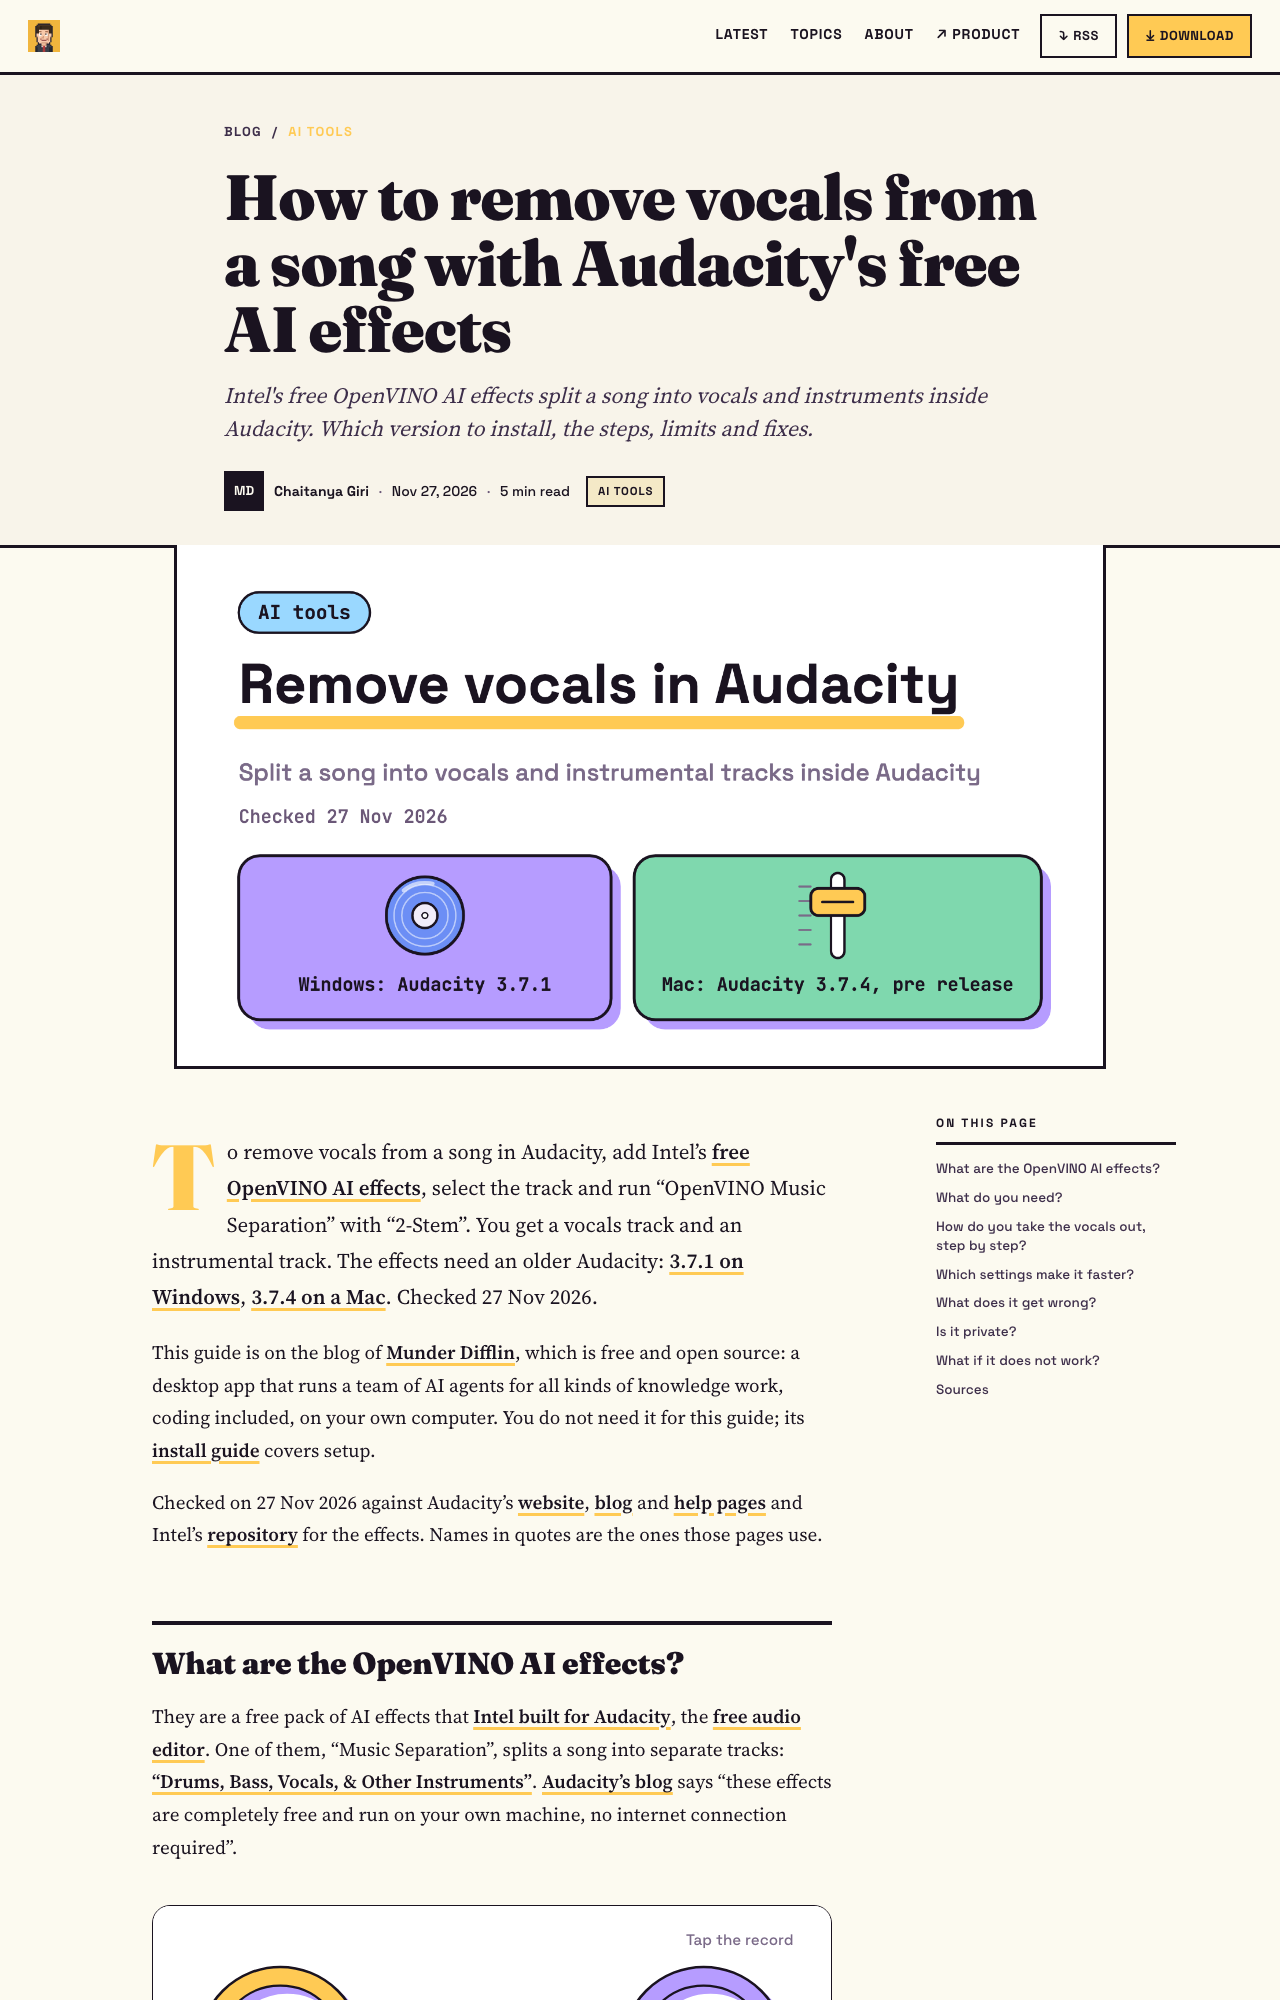 LATEST TOPICS ABOUT ↗ PRODUCT ⤵ RSS ⤓ DOWNLOAD
BLOG / AI TOOLS
How to remove vocals from
a song with Audacity's free
AI effects
Intel's free OpenVINO AI effects split a song into vocals and instruments inside
Audacity. Which version to install, the steps, limits and fixes.
MD Chaitanya Giri · Nov 27, 2026 · 5 min read AI TOOLS
AI tools
Remove vocals in Audacity
Split a song into vocals and instrumental tracks inside Audacity
Checked 27 Nov 2026
Windows: Audacity 3.7.1
Mac: Audacity 3.7.4, pre release
To remove vocals from a song in Audacity, add Intel’s free
OpenVINO AI effects, select the track and run “OpenVINO Music
Separation” with “2-Stem”. You get a vocals track and an
instrumental track. The effects need an older Audacity: 3.7.1 on
Windows, 3.7.4 on a Mac. Checked 27 Nov 2026.
This guide is on the blog of Munder Difflin, which is free and open source: a
desktop app that runs a team of AI agents for all kinds of knowledge work,
coding included, on your own computer. You do not need it for this guide; its
install guide covers setup.
Checked on 27 Nov 2026 against Audacity’s website, blog and help pages and
Intel’s repository for the effects. Names in quotes are the ones those pages use.
ON THIS PAGE
What are the OpenVINO AI effects?
What do you need?
How do you take the vocals out,
step by step?
Which settings make it faster?
What does it get wrong?
Is it private?
What if it does not work?
Sources
What are the OpenVINO AI effects?
They are a free pack of AI effects that Intel built for Audacity, the free audio
editor. One of them, “Music Separation”, splits a song into separate tracks:
“Drums, Bass, Vocals, & Other Instruments”. Audacity’s blog says “these effects
are completely free and run on your own machine, no internet connection
required”.
Tap the record